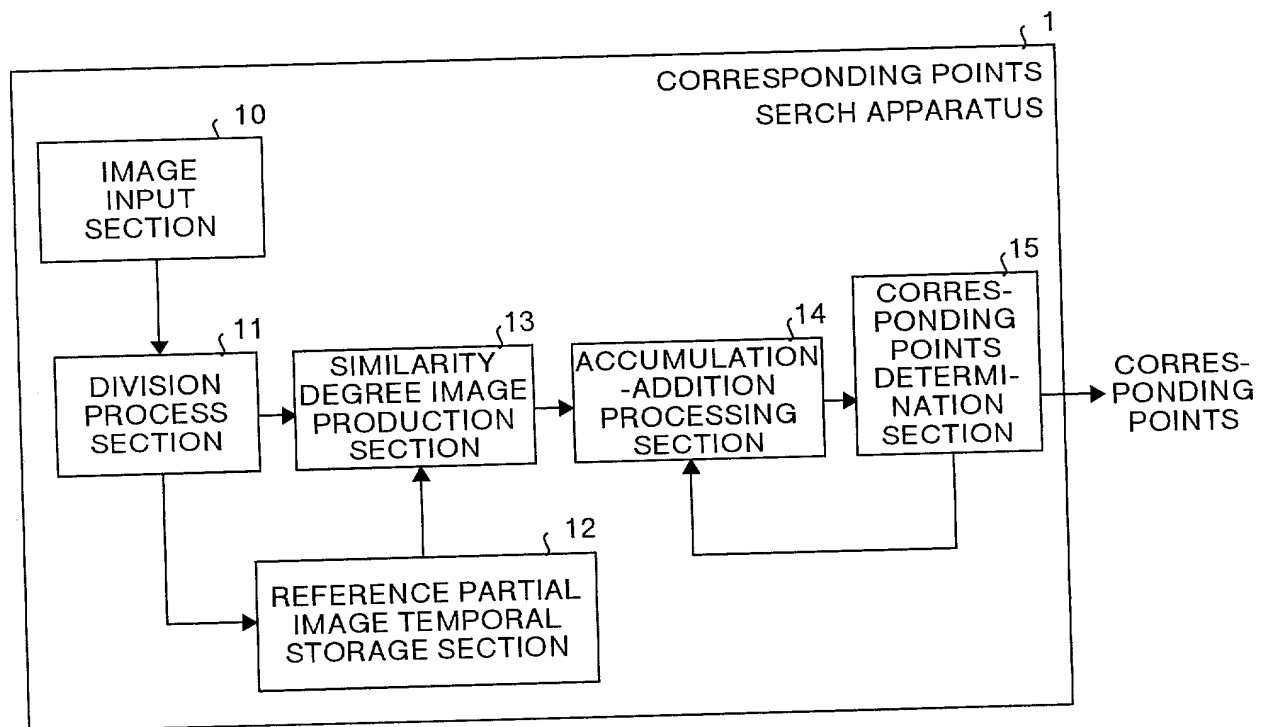 1
CORRESPONDING POINTS
SERCH APPARATUS
10
IMAGE
INPUT
SECTION
11
DIVISION
PROCESS
SECTION
13
SIMILARITY
DEGREE IMAGE
PRODUCTION
SECTION
14
ACCUMULATION
-ADDITION
PROCESSING
SECTION
15
CORRES-
PONDING
POINTS
DETERMI-
NATION
SECTION
CORRES-
PONDING
POINTS
12
REFERENCE PARTIAL
IMAGE TEMPORAL
STORAGE SECTION